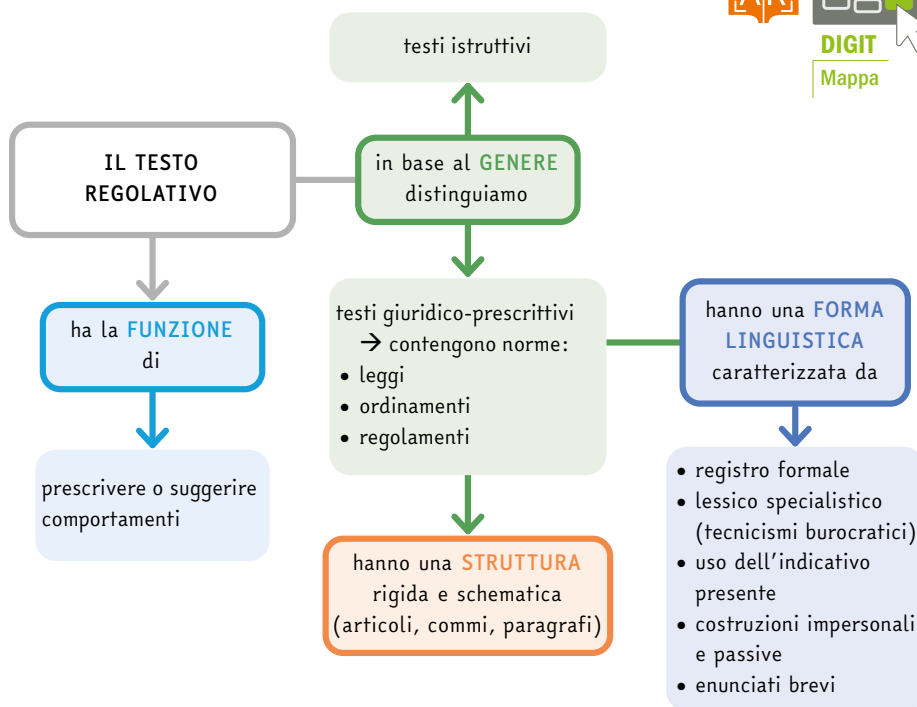 DIGIT
Mappa
testi istruttivi
IL TESTO
REGOLATIVO
in base al GENERE
distinguiamo
ha la FUNZIONE
di
prescrivere o suggerire
comportamenti
testi giuridico-prescrittivi
→ contengono norme:
• leggi
• ordinamenti
• regolamenti
hanno una STRUTTURA
rigida e schematica
(articoli, commi, paragrafi)
hanno una FORMA
LINGUISTICA
caratterizzata da
• registro formale
• lessico specialistico
(tecnicismi burocratici)
• uso dell'indicativo
presente
• costruzioni impersonali
e passive
• enunciati brevi